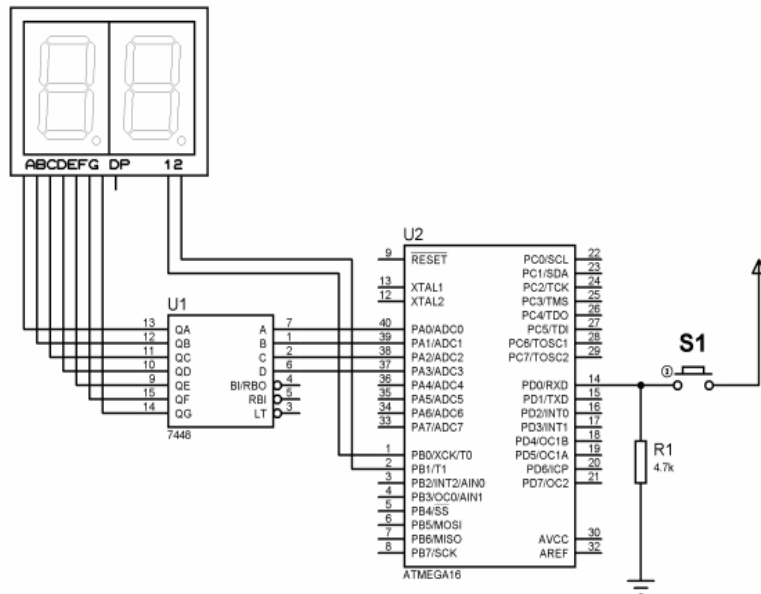 ABCDEFG DP 12
U2
9 RESET
13 XTAL1
12 XTAL2
40 PA0/ADC0
39 PA1/ADC1
38 PA2/ADC2
37 PA3/ADC3
36 PA4/ADC4
35 PA5/ADC5
34 PA6/ADC6
33 PA7/ADC7
1 PB0/XCK/T0
2 PB1/T1
3 PB2/INT2/AIN0
4 PB3/OC0/AIN1
5 PB4/SS
6 PB5/MOSI
7 PB6/MISO
8 PB7/SCK
PC0/SCL 22
PC1/SDA 23
PC2/TCK 24
PC3/TMS 25
PC4/TDO 26
PC5/TDI 27
PC6/TOSC1 28
PC7/TOSC2 29
PD0/RXD 14
PD1/TXD 15
PD2/INT0 16
PD3/INT1 17
PD4/OC1B 18
PD5/OC1A 19
PD6/ICP 20
PD7/OC2 21
AVCC 30
AREF 32
ATMEGA16
U1
13 QA A 7
12 QB B 1
11 QC C 2
10 QD D 6
9 QE BI/RBO 4
15 QF RBI 5
14 QG LT 3
7448
S1
R1
4.7k